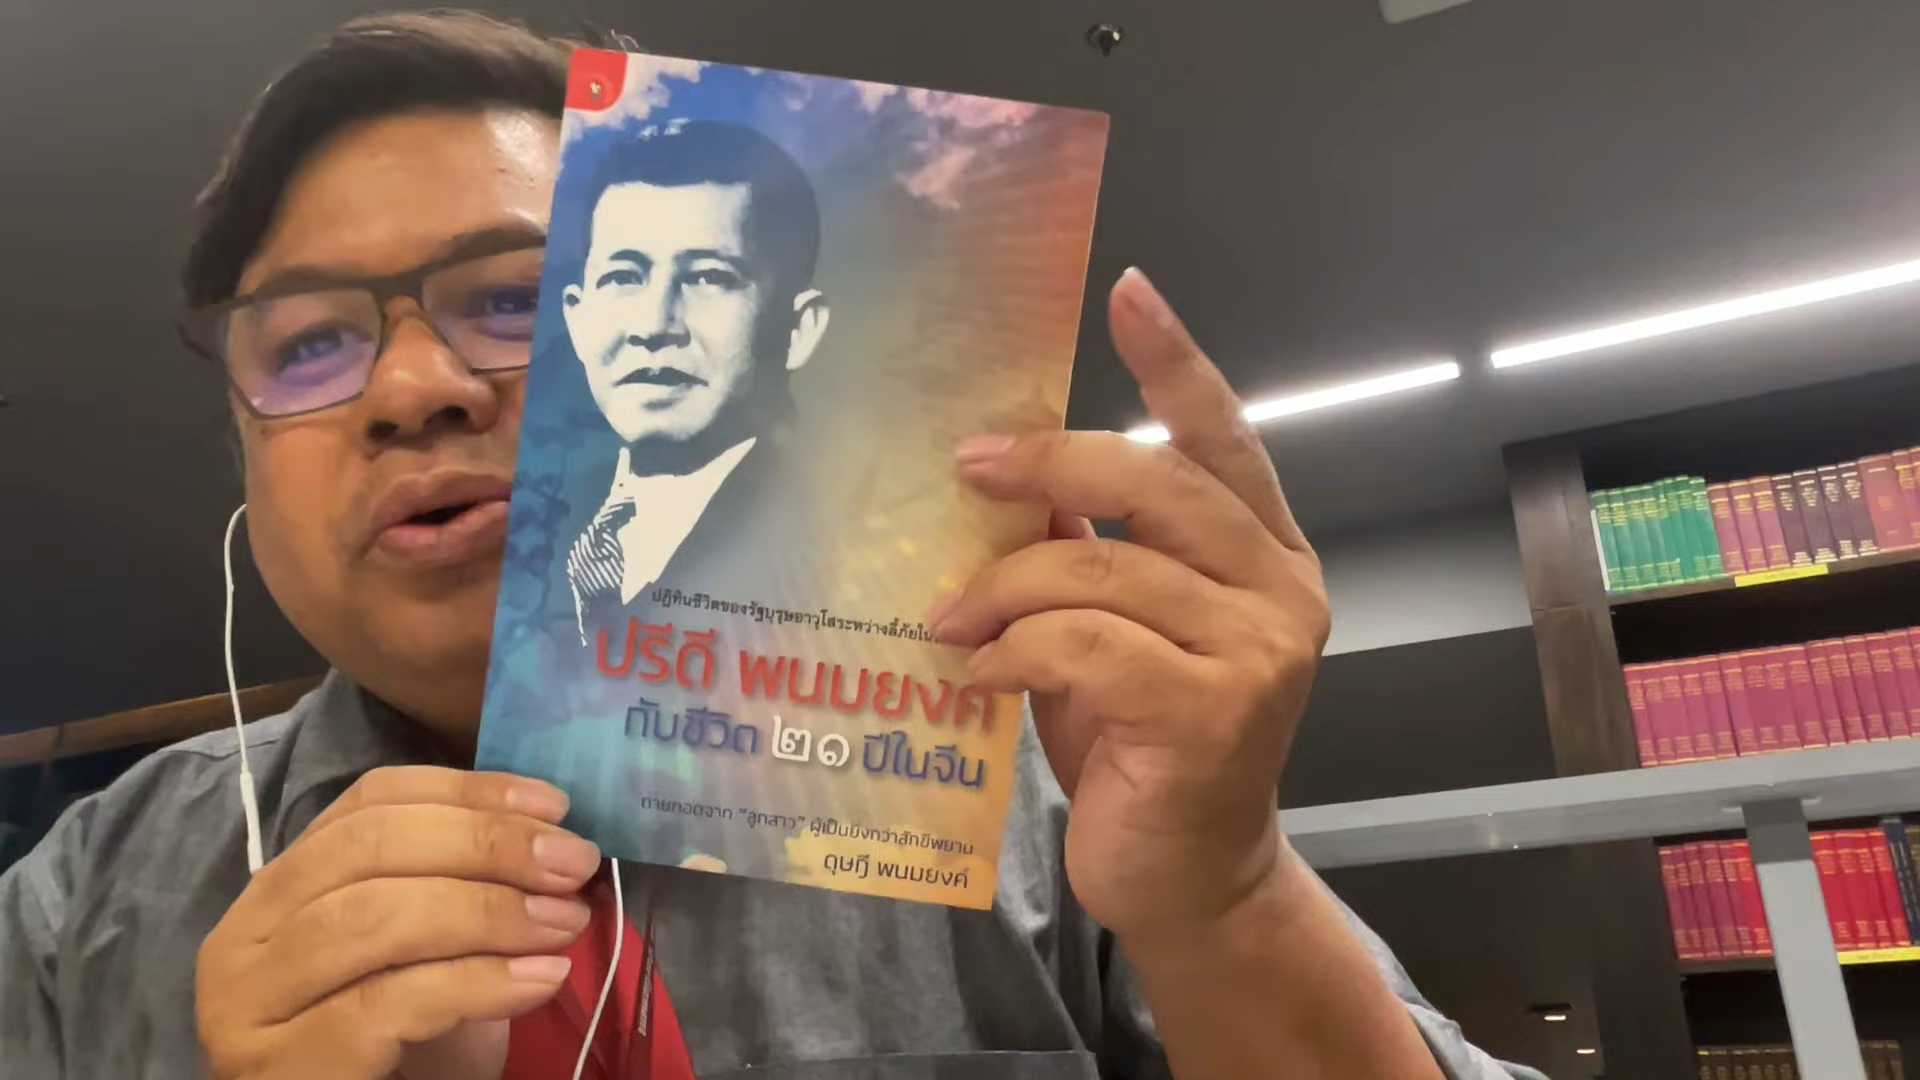 ปฏิทินชีวิตของรัฐบุรุษอาวุโสระหว่างลี้ภัยใน
ปรีดี พนมยงค์
กับชีวิต ๒๑ ปีในจีน
ถ่ายทอดจาก "ลูกสาว" ผู้เป็นยิ่งกว่าสักขีพยาน
ดุษฎี พนมยงค์